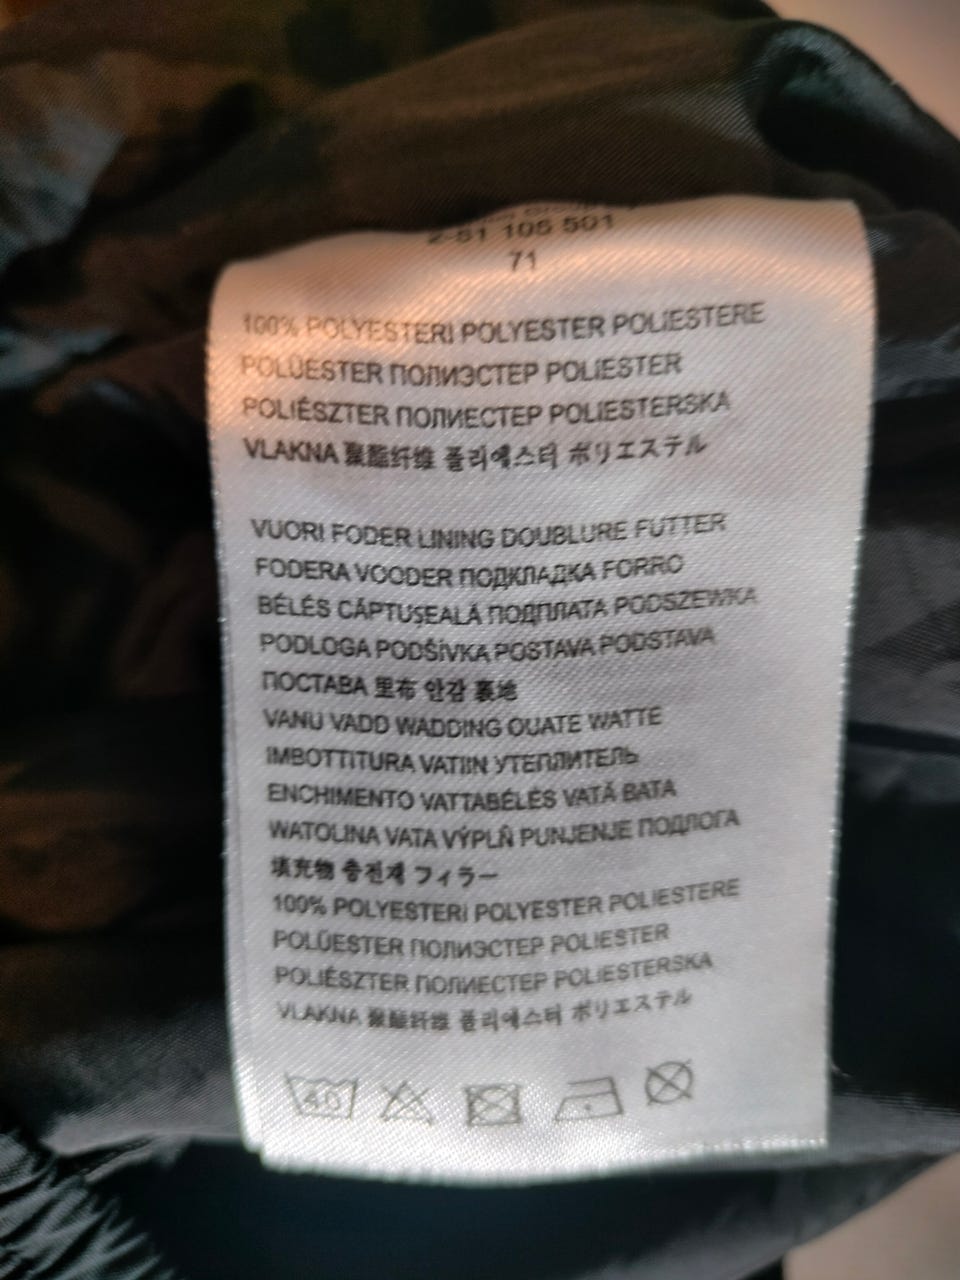 2-81 105 501
71
100% POLYESTERI POLYESTER POLIESTERE
POLÜESTER ПОЛИЭСТЕР POLIESTER
POLIÉSZTER ПОЛИЕСТЕР POLIESTERSKA
VLAKNA 聚酯纤维 폴리에스터 ポリエステル
VUORI FODER LINING DOUBLURE FUTTER
FODERA VOODER ПОДКЛАДКА FORRO
BÉLÉS CĂPTUŞEALĂ ПОДПЛАТА PODSZEWKA
PODLOGA PODŠÍVKA POSTAVA PODSTAVA
ПОСТАВА 里布 안감 裏地
VANU VADD WADDING OUATE WATTE
IMBOTTITURA VATIIN УТЕПЛИТЕЛЬ
ENCHIMENTO VATTABÉLÉS VATĂ ВАТА
WATOLINA VATA VÝPLŇ PUNJENJE ПОДЛОГА
填充物 충전재 フィラー
100% POLYESTERI POLYESTER POLIESTERE
POLÜESTER ПОЛИЭСТЕР POLIESTER
POLIÉSZTER ПОЛИЕСТЕР POLIESTERSKA
VLAKNA 聚酯纤维 폴리에스터 ポリエステル
40